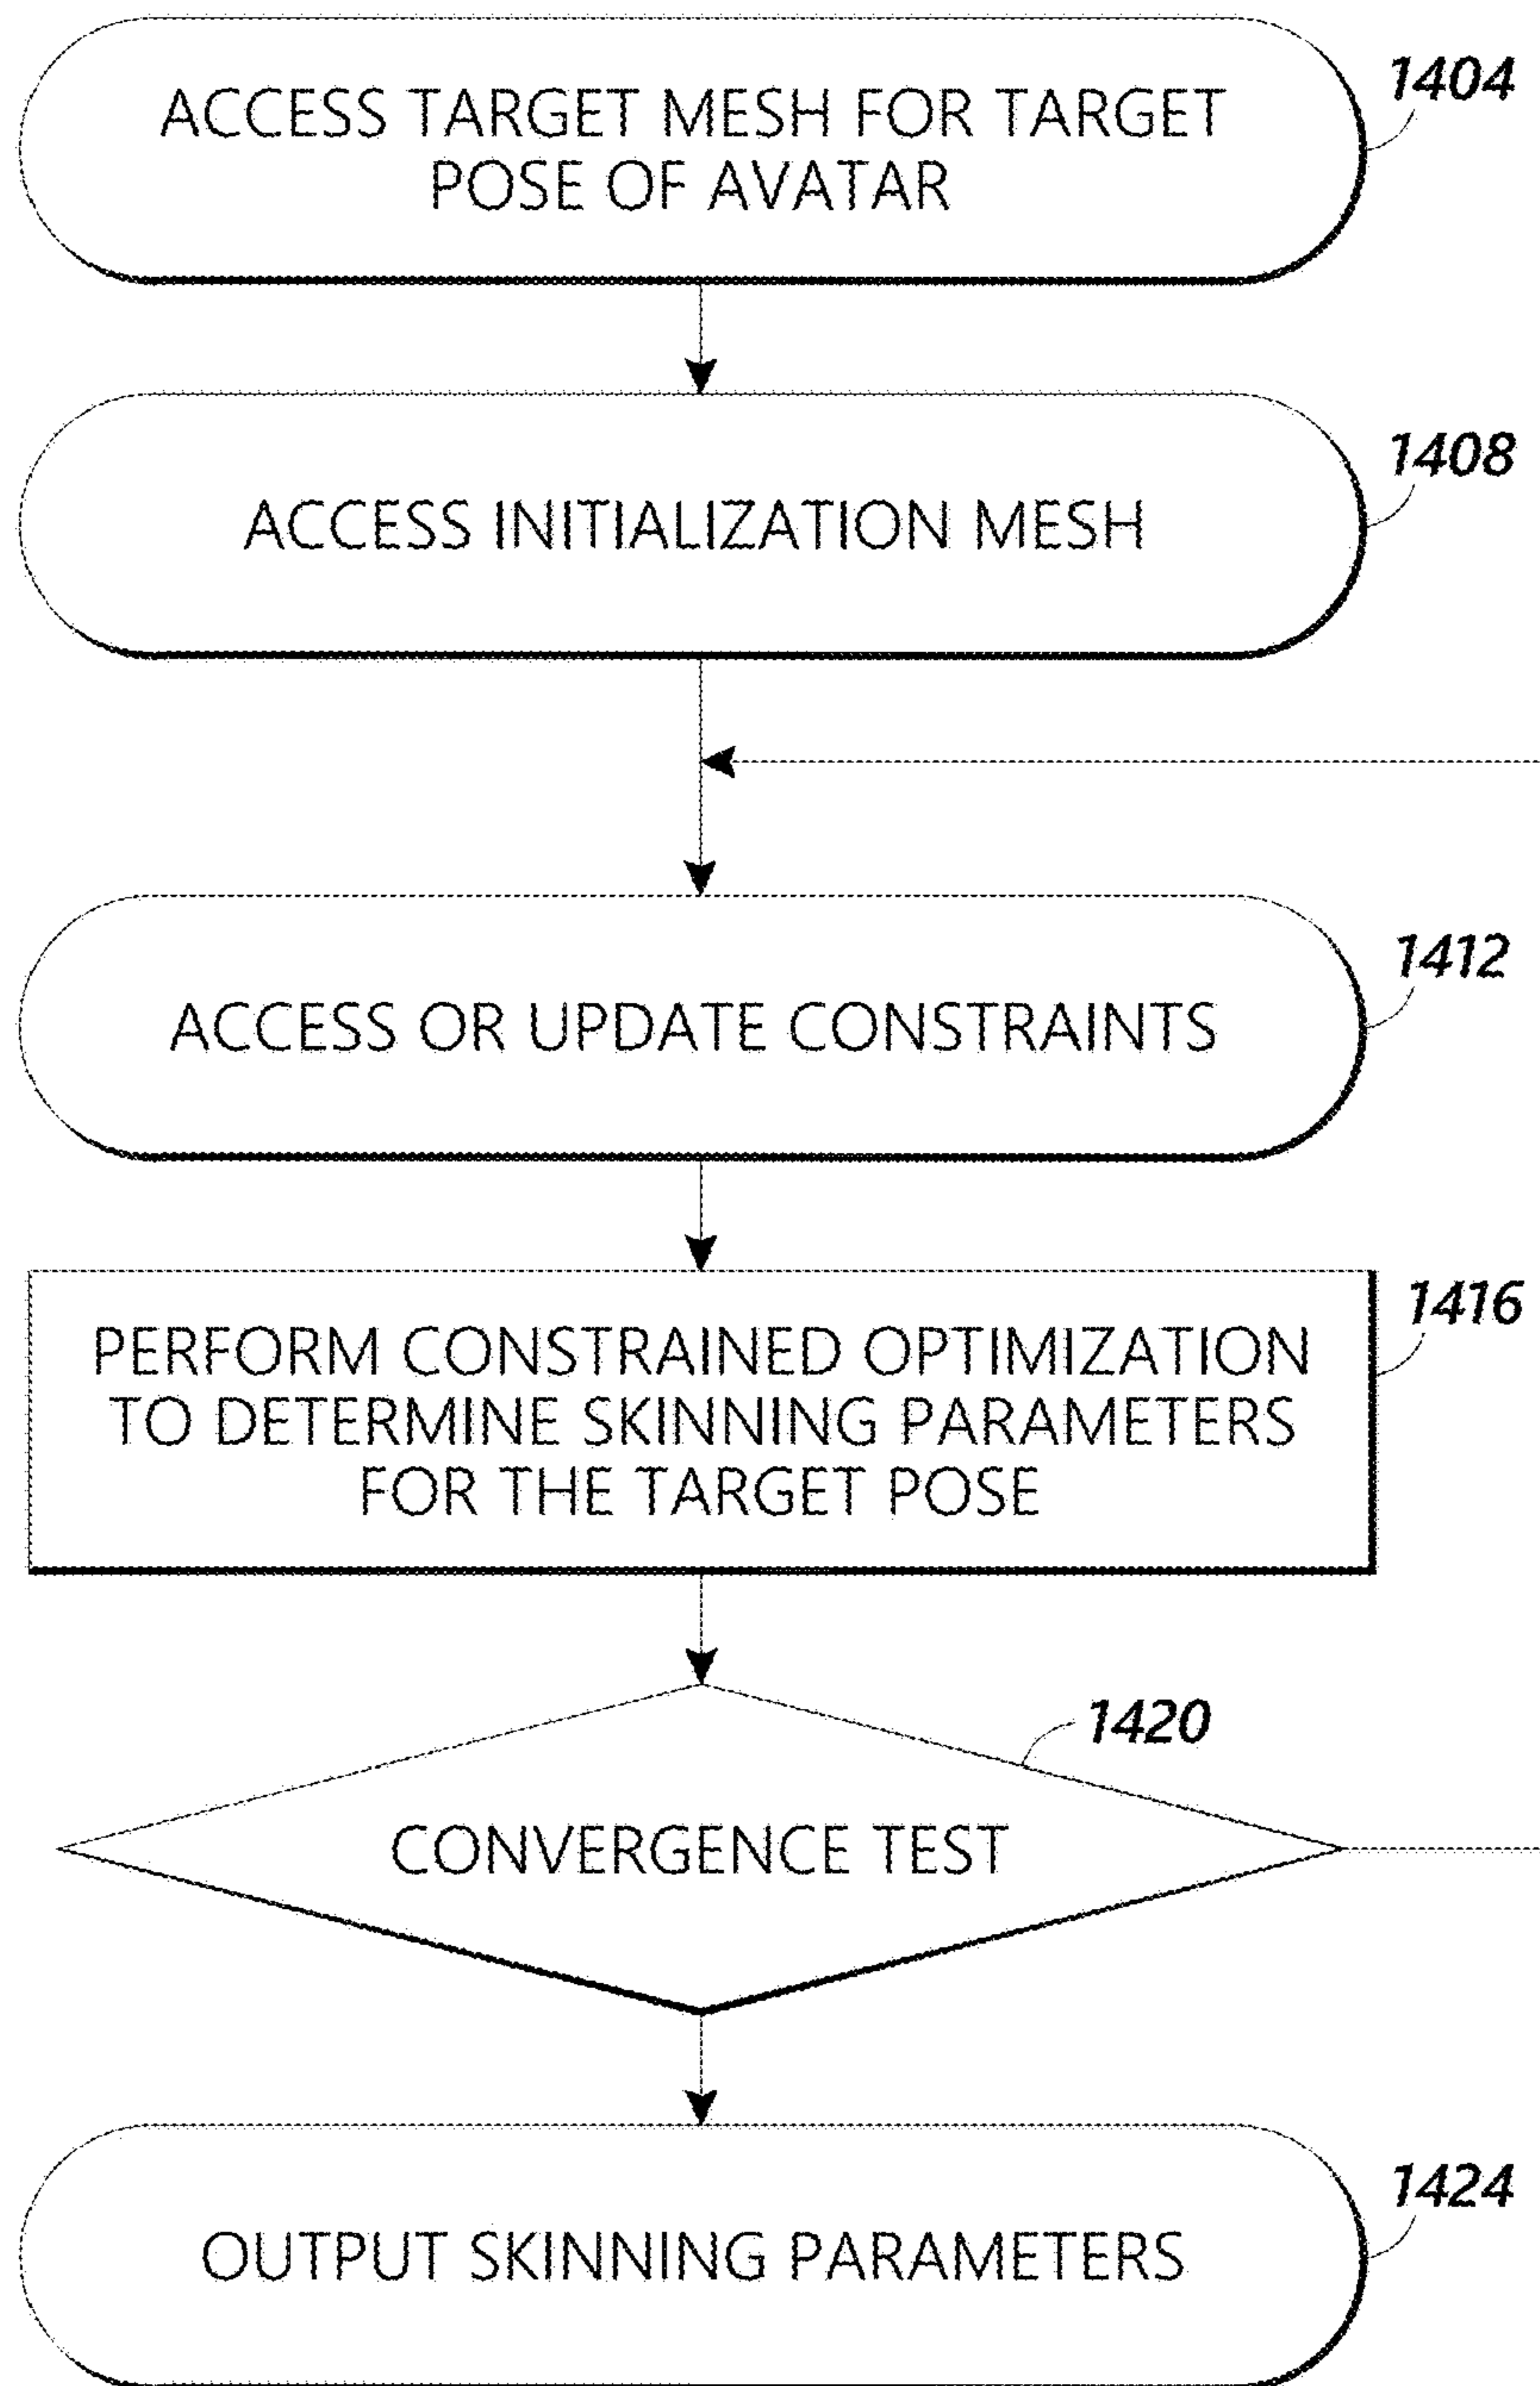 ACCESS TARGET MESH FOR TARGET
POSE OF AVATAR
1404
ACCESS INITIALIZATION MESH
1408
ACCESS OR UPDATE CONSTRAINTS
1412
PERFORM CONSTRAINED OPTIMIZATION
TO DETERMINE SKINNING PARAMETERS
FOR THE TARGET POSE
1416
CONVERGENCE TEST
1420
OUTPUT SKINNING PARAMETERS
1424